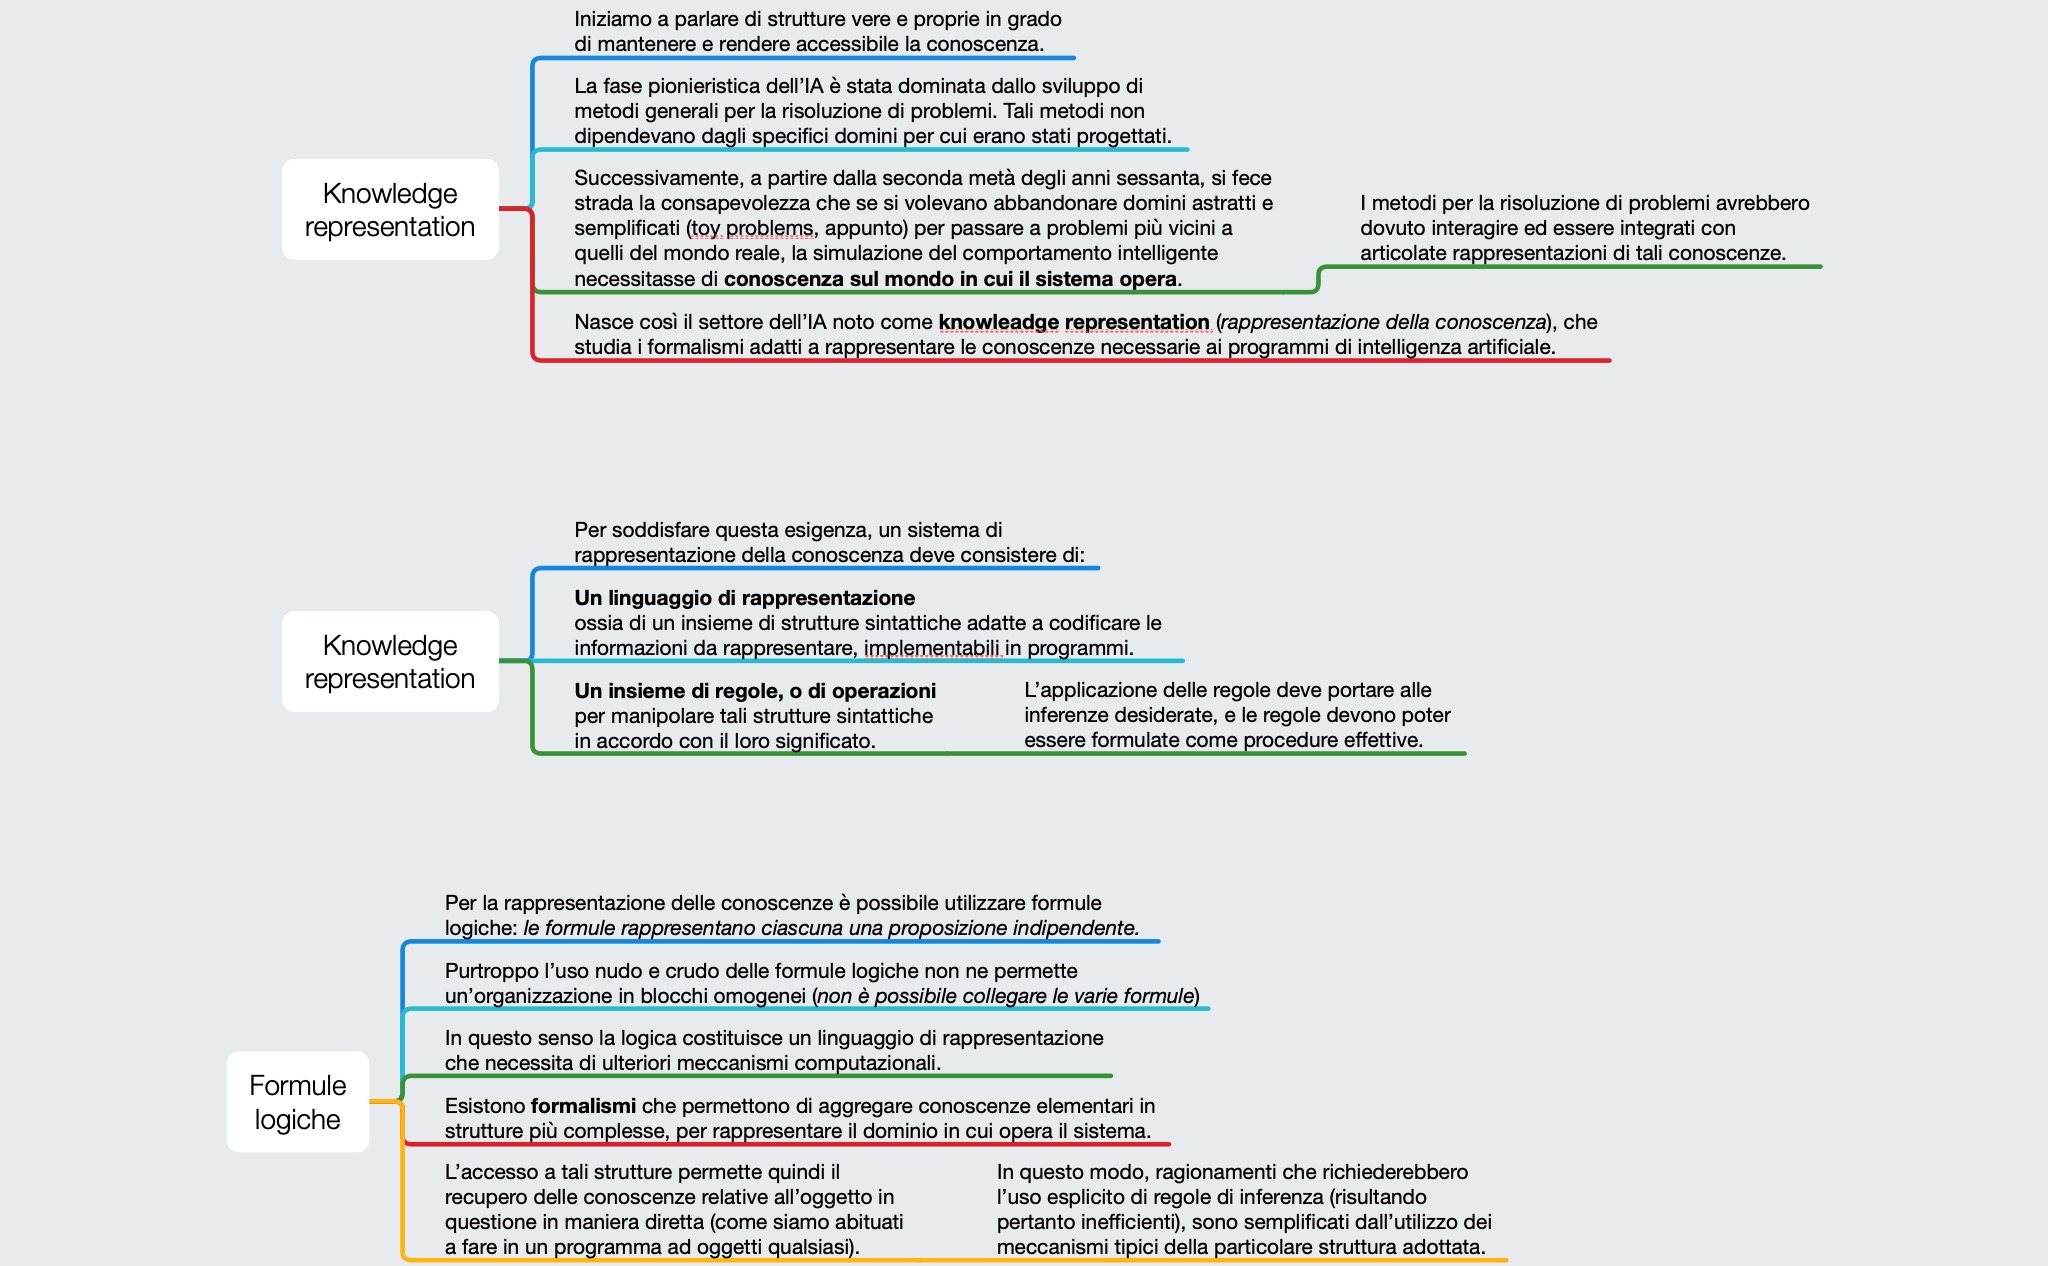 Knowledge
representation
Iniziamo a parlare di strutture vere e proprie in grado
di mantenere e rendere accessibile la conoscenza.
La fase pionieristica dell’IA è stata dominata dallo sviluppo di
metodi generali per la risoluzione di problemi. Tali metodi non
dipendevano dagli specifici domini per cui erano stati progettati.
Successivamente, a partire dalla seconda metà degli anni sessanta, si fece
strada la consapevolezza che se si volevano abbandonare domini astratti e
semplificati (toy problems, appunto) per passare a problemi più vicini a
quelli del mondo reale, la simulazione del comportamento intelligente
necessitasse di conoscenza sul mondo in cui il sistema opera.
I metodi per la risoluzione di problemi avrebbero
dovuto interagire ed essere integrati con
articolate rappresentazioni di tali conoscenze.
Nasce così il settore dell’IA noto come knowleadge representation (rappresentazione della conoscenza), che
studia i formalismi adatti a rappresentare le conoscenze necessarie ai programmi di intelligenza artificiale.
Knowledge
representation
Per soddisfare questa esigenza, un sistema di
rappresentazione della conoscenza deve consistere di:
Un linguaggio di rappresentazione
ossia di un insieme di strutture sintattiche adatte a codificare le
informazioni da rappresentare, implementabili in programmi.
Un insieme di regole, o di operazioni
per manipolare tali strutture sintattiche
in accordo con il loro significato.
L’applicazione delle regole deve portare alle
inferenze desiderate, e le regole devono poter
essere formulate come procedure effettive.
Formule
logiche
Per la rappresentazione delle conoscenze è possibile utilizzare formule
logiche: le formule rappresentano ciascuna una proposizione indipendente.
Purtroppo l’uso nudo e crudo delle formule logiche non ne permette
un’organizzazione in blocchi omogenei (non è possibile collegare le varie formule)
In questo senso la logica costituisce un linguaggio di rappresentazione
che necessita di ulteriori meccanismi computazionali.
Esistono formalismi che permettono di aggregare conoscenze elementari in
strutture più complesse, per rappresentare il dominio in cui opera il sistema.
L’accesso a tali strutture permette quindi il
recupero delle conoscenze relative all’oggetto in
questione in maniera diretta (come siamo abituati
a fare in un programma ad oggetti qualsiasi).
In questo modo, ragionamenti che richiederebbero
l’uso esplicito di regole di inferenza (risultando
pertanto inefficienti), sono semplificati dall’utilizzo dei
meccanismi tipici della particolare struttura adottata.